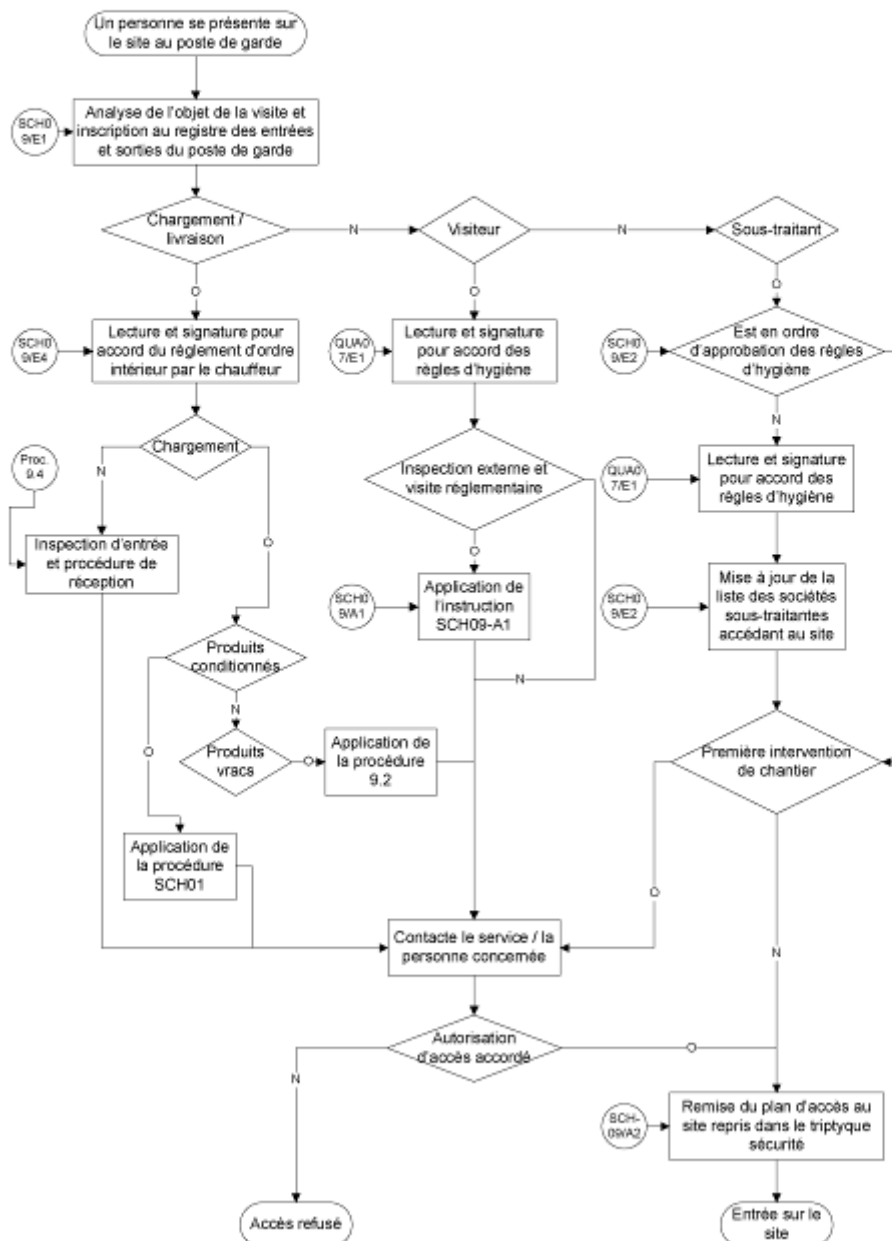 Un personne se présente sur
le site au poste de garde
SCH0
9/E1
Analyse de l'objet de la visite et
inscription au registre des entrées
et sorties du poste de garde
Chargement /
livraison
N
Visiteur
N
Sous-traitant
O
O
O
SCH0
9/E4
Lecture et signature pour
accord du règlement d'ordre
intérieur par le chauffeur
QUA0
7/E1
Lecture et signature
pour accord des
règles d'hygiène
SCH0
9/E2
Est en ordre
d'approbation des règles
d'hygiène
N
Chargement
N
O
Proc.
9.4
Inspection d'entrée
et procédure de
réception
Inspection externe et
visite réglementaire
O
N
QUA0
7/E1
Lecture et signature
pour accord des
règles d'hygiène
SCH0
9/A1
Application de
l'instruction
SCH09-A1
SCH0
9/E2
Mise à jour de la
liste des sociétés
sous-traitantes
accédant au site
Produits
conditionnés
N
O
Produits
vracs
O
Application de
la procédure
9.2
Première intervention
de chantier
O
N
Application de
la procédure
SCH01
Contacte le service / la
personne concernée
Autorisation
d'accès accordé
N
O
SCH-
09/A2
Remise du plan d'accès au
site repris dans le triptyque
sécurité
Accès refusé
Entrée sur le
site